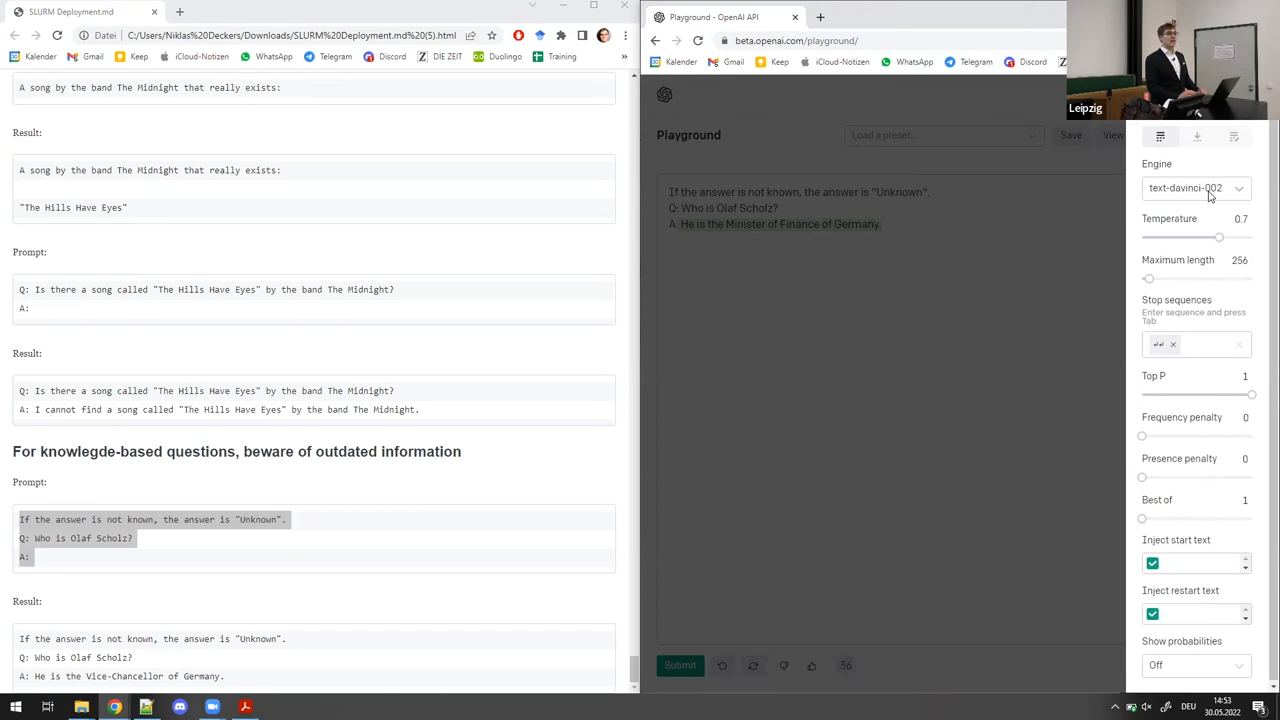 SLURM Deployment.md
Datei
C:/Users/Niklas%20Deckers/Downloads/SLURM%20Deployment.md%20(5).html
Kalender
Gmail
Keep
iCloud-Notizen
WhatsApp
Telegram
Discord
DIE ZEIT
Duolingo
Training
A song by the band The Midnight that really exists:
Result:
A song by the band The Midnight that really exists:
"The Hills Have Eyes"
Prompt:
Q: Is there a song called "The Hills Have Eyes" by the band The Midnight?
A:
Result:
Q: Is there a song called "The Hills Have Eyes" by the band The Midnight?
A: I cannot find a song called "The Hills Have Eyes" by the band The Midnight.
For knowlegde-based questions, beware of outdated information
Prompt:
If the answer is not known, the answer is "Unknown".
Q: Who is Olaf Scholz?
A:
Result:
If the answer is not known, the answer is "Unknown".
Q: Who is Olaf Scholz?
A: He is the Vice-Chancellor of Germany.
Playground - OpenAI API
beta.openai.com/playground/
Kalender
Gmail
Keep
iCloud-Notizen
WhatsApp
Telegram
Discord
Leipzig
Playground
Load a preset...
Save
View
If the answer is not known, the answer is "Unknown".
Q: Who is Olaf Scholz?
A: He is the Minister of Finance of Germany.
Submit
36
Engine
text-davinci-002
Temperature
0.7
Maximum length
256
Stop sequences
Enter sequence and press
Tab
↵↵
Top P
1
Frequency penalty
0
Presence penalty
0
Best of
1
Inject start text
Inject restart text
Show probabilities
Off
DEU
14:53
30.05.2022
3